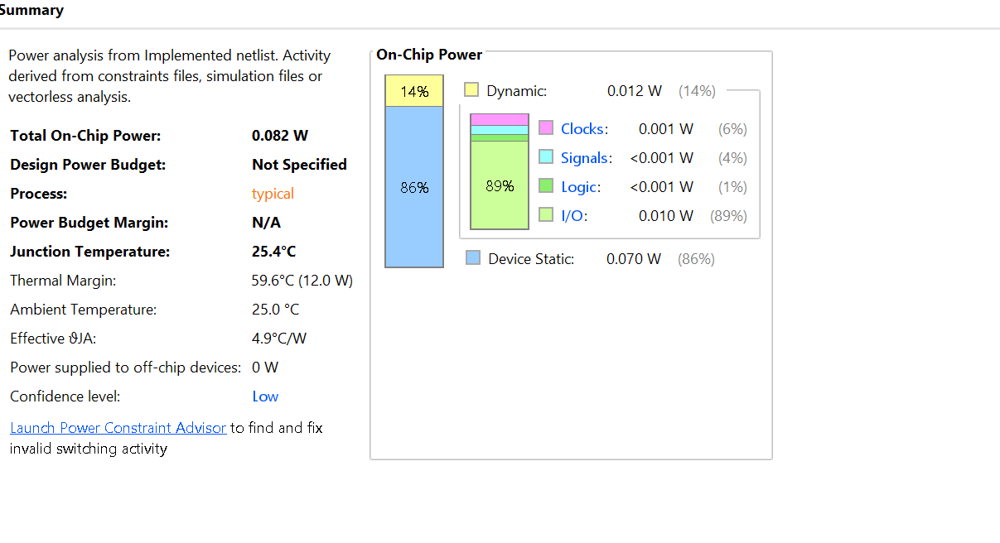 Summary
Power analysis from Implemented netlist. Activity
derived from constraints files, simulation files or
vectorless analysis.
Total On-Chip Power: 0.082 W
Design Power Budget: Not Specified
Process: typical
Power Budget Margin: N/A
Junction Temperature: 25.4°C
Thermal Margin: 59.6°C (12.0 W)
Ambient Temperature: 25.0 °C
Effective ϑJA: 4.9°C/W
Power supplied to off-chip devices: 0 W
Confidence level: Low
Launch Power Constraint Advisor to find and fix
invalid switching activity
On-Chip Power
14%
86%
Dynamic: 0.012 W (14%)
89%
Clocks: 0.001 W (6%)
Signals: <0.001 W (4%)
Logic: <0.001 W (1%)
I/O: 0.010 W (89%)
Device Static: 0.070 W (86%)